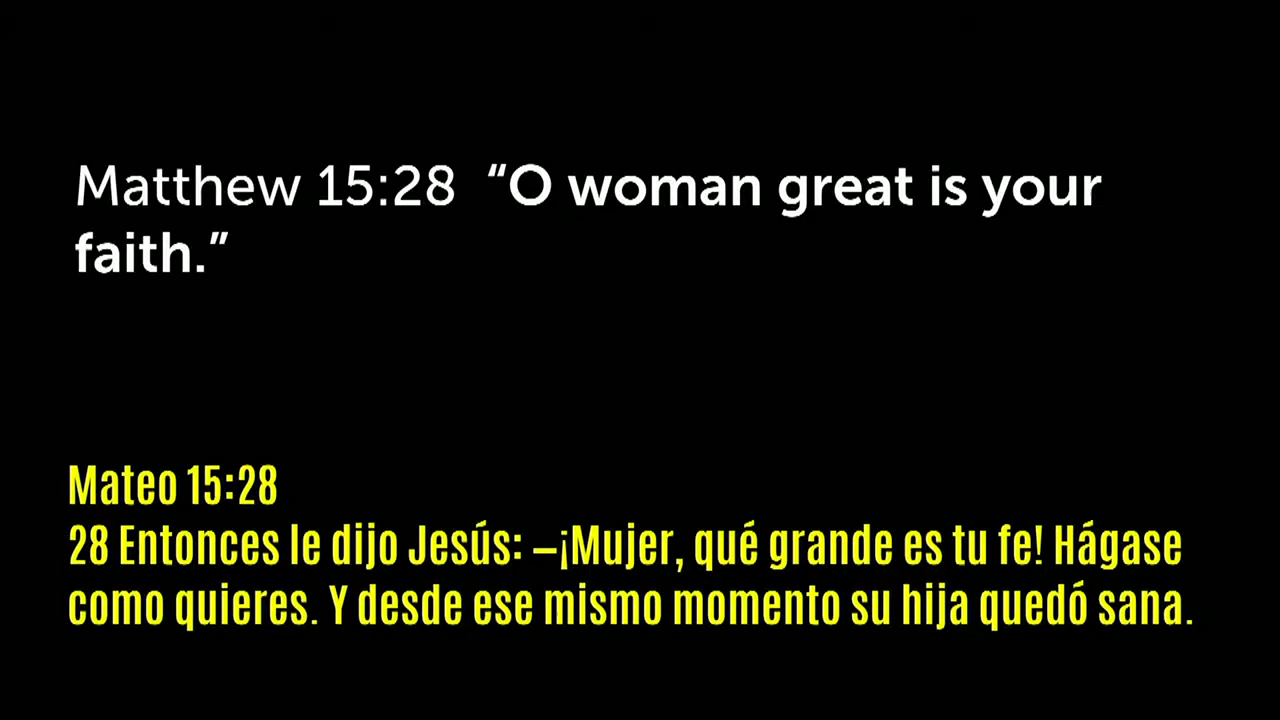 Matthew 15:28  “O woman great is your
faith.”
Mateo 15:28
28 Entonces le dijo Jesús: —¡Mujer, qué grande es tu fe! Hágase
como quieres. Y desde ese mismo momento su hija quedó sana.